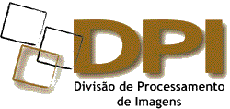 DPI
Divisão de Processamento
de Imagens